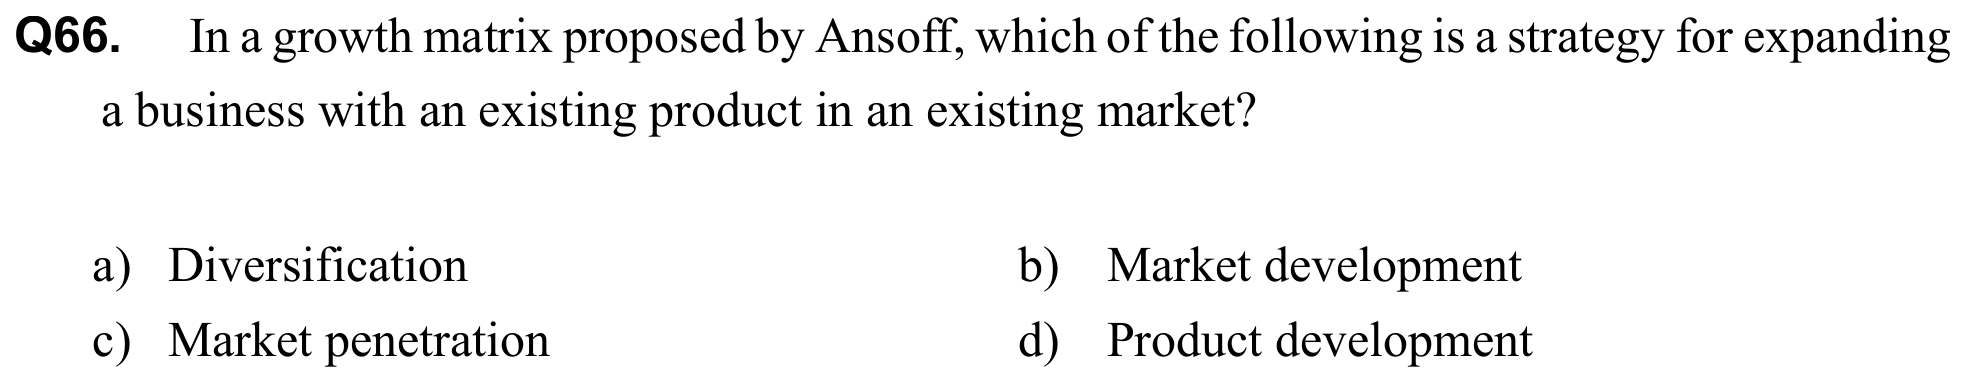 Q66. In a growth matrix proposed by Ansoff, which of the following is a strategy for expanding
a business with an existing product in an existing market?
a) Diversification b) Market development
c) Market penetration d) Product development